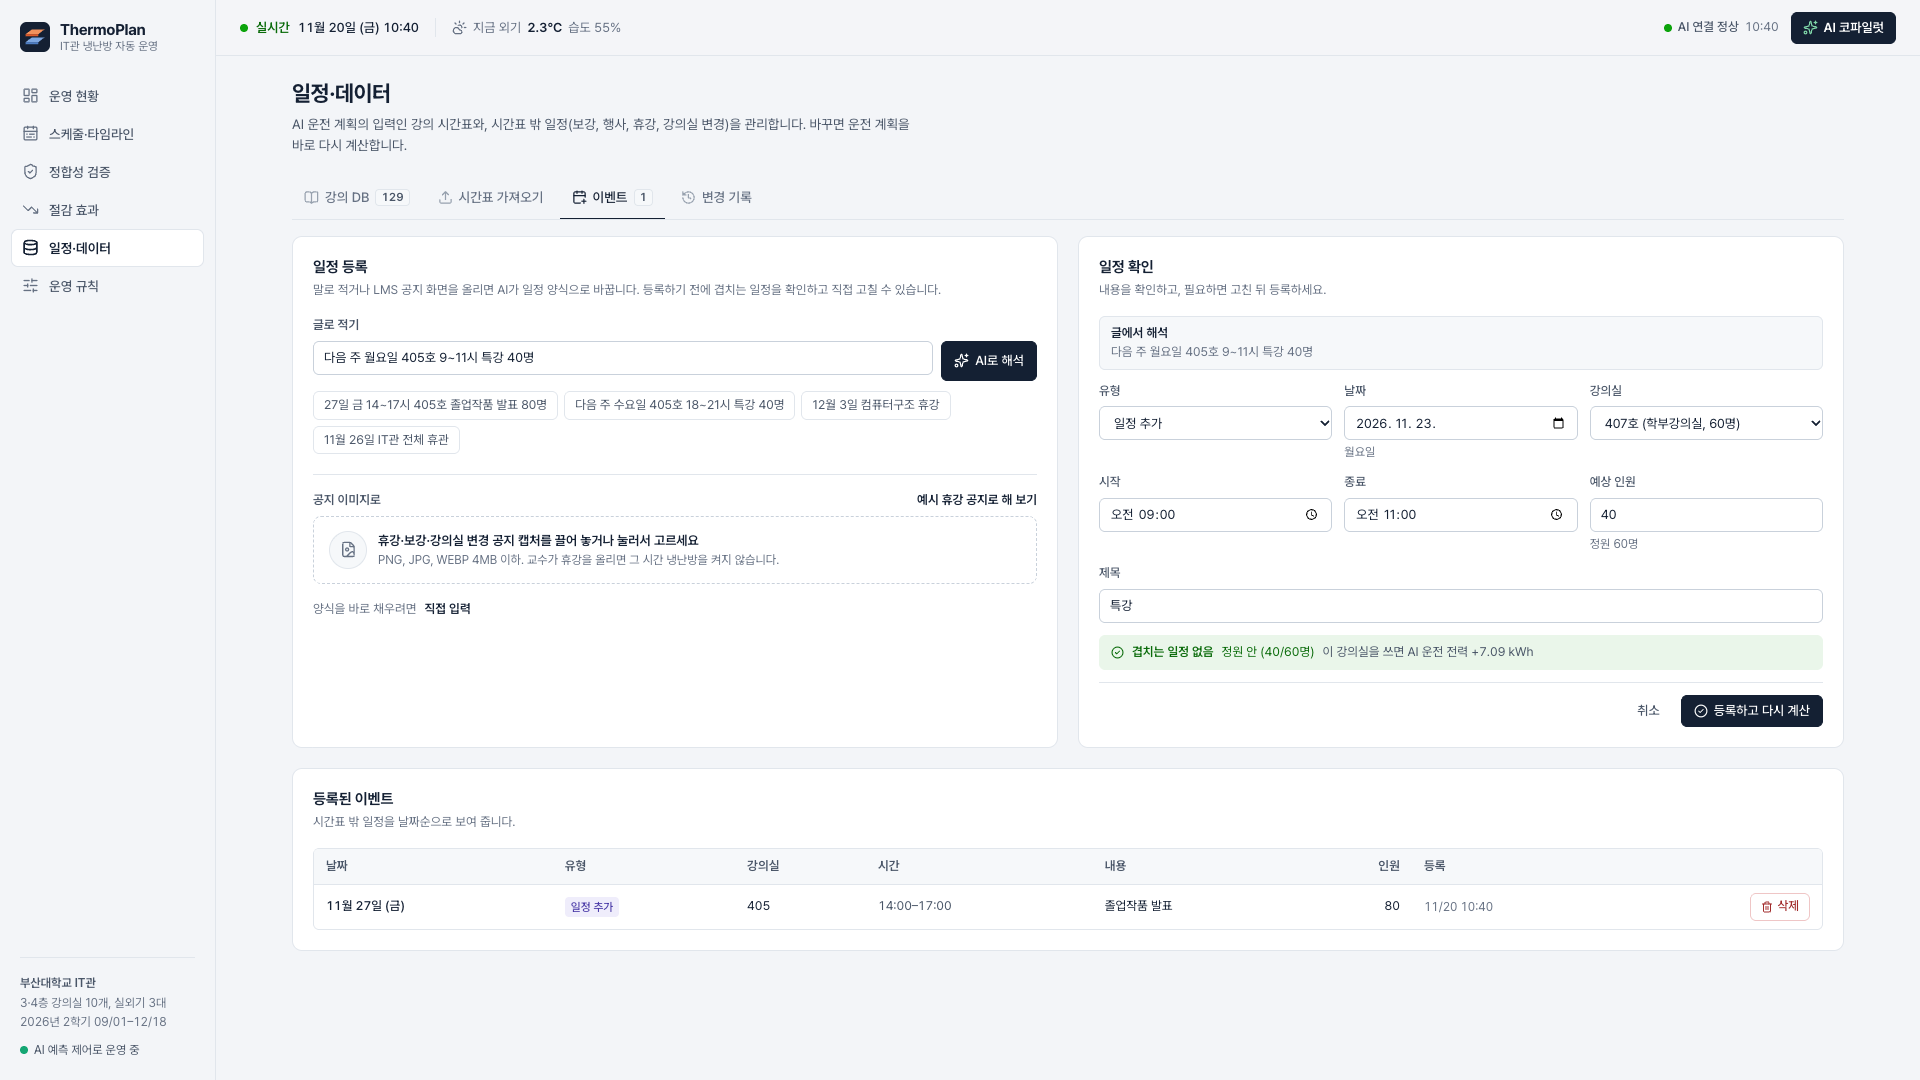 ThermoPlan
IT관 냉난방 자동 운영
운영 현황
스케줄·타임라인
정합성 검증
절감 효과
일정·데이터
운영 규칙
부산대학교 IT관
3·4층 강의실 10개, 실외기 3대
2026년 2학기 09/01–12/18
AI 예측 제어로 운영 중
실시간 11월 20일 (금) 10:40 지금 외기 2.3°C 습도 55%
AI 연결 정상 10:40 AI 코파일럿
일정·데이터
AI 운전 계획의 입력인 강의 시간표와, 시간표 밖 일정(보강, 행사, 휴강, 강의실 변경)을 관리합니다. 바꾸면 운전 계획을
바로 다시 계산합니다.
강의 DB 129 시간표 가져오기 이벤트 1 변경 기록
일정 등록
말로 적거나 LMS 공지 화면을 올리면 AI가 일정 양식으로 바꿉니다. 등록하기 전에 겹치는 일정을 확인하고 직접 고칠 수 있습니다.
글로 적기
다음 주 월요일 405호 9~11시 특강 40명
AI로 해석
27일 금 14~17시 405호 졸업작품 발표 80명 다음 주 수요일 405호 18~21시 특강 40명 12월 3일 컴퓨터구조 휴강
11월 26일 IT관 전체 휴관
공지 이미지로 예시 휴강 공지로 해 보기
휴강·보강·강의실 변경 공지 캡처를 끌어 놓거나 눌러서 고르세요
PNG, JPG, WEBP 4MB 이하. 교수가 휴강을 올리면 그 시간 냉난방을 켜지 않습니다.
양식을 바로 채우려면 직접 입력
일정 확인
내용을 확인하고, 필요하면 고친 뒤 등록하세요.
글에서 해석
다음 주 월요일 405호 9~11시 특강 40명
유형 날짜 강의실
일정 추가 2026. 11. 23. 407호 (학부강의실, 60명)
월요일
시작 종료 예상 인원
오전 09:00 오전 11:00 40
정원 60명
제목
특강
겹치는 일정 없음 정원 안 (40/60명) 이 강의실을 쓰면 AI 운전 전력 +7.09 kWh
취소 등록하고 다시 계산
등록된 이벤트
시간표 밖 일정을 날짜순으로 보여 줍니다.
날짜 유형 강의실 시간 내용 인원 등록
11월 27일 (금) 일정 추가 405 14:00–17:00 졸업작품 발표 80 11/20 10:40 삭제